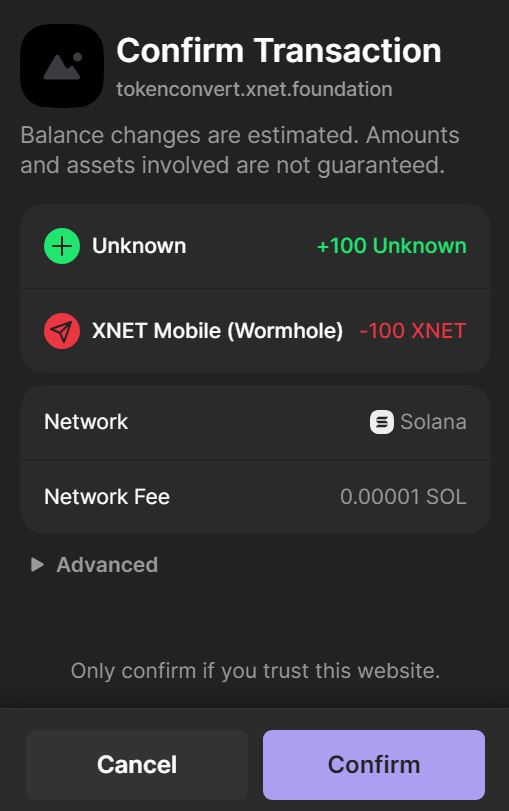 Confirm Transaction
tokenconvert.xnet.foundation
Balance changes are estimated. Amounts
and assets involved are not guaranteed.
Unknown +100 Unknown
XNET Mobile (Wormhole) -100 XNET
Network Solana
Network Fee 0.00001 SOL
Advanced
Only confirm if you trust this website.
Cancel Confirm